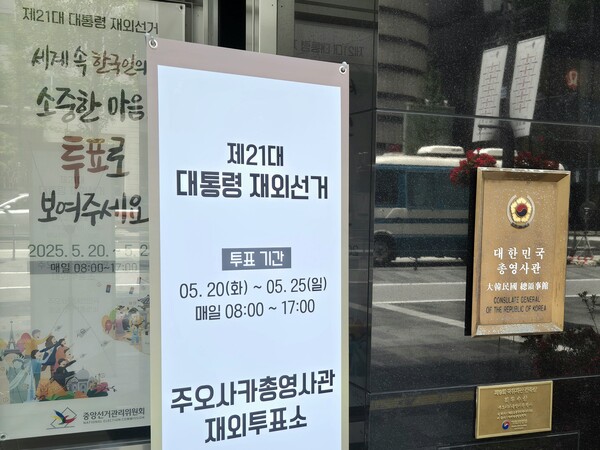 제21대 대통령 재외선거
세계 속 한국인의
소중한 마음
투표로
보여주세요
2025. 5. 20. ~ 5. 2
매일 08:00~17:00
중앙선거관리위원회
NATIONAL ELECTION COMMISSION
제21대
대통령 재외선거
투표 기간
05. 20(화) ~ 05. 25(일)
매일 08:00 ~ 17:00
주오사카총영사관
재외투표소
대한민국
총영사관
大韓民國 總領事館
CONSULATE GENERAL
OF THE REPUBLIC OF KOREA